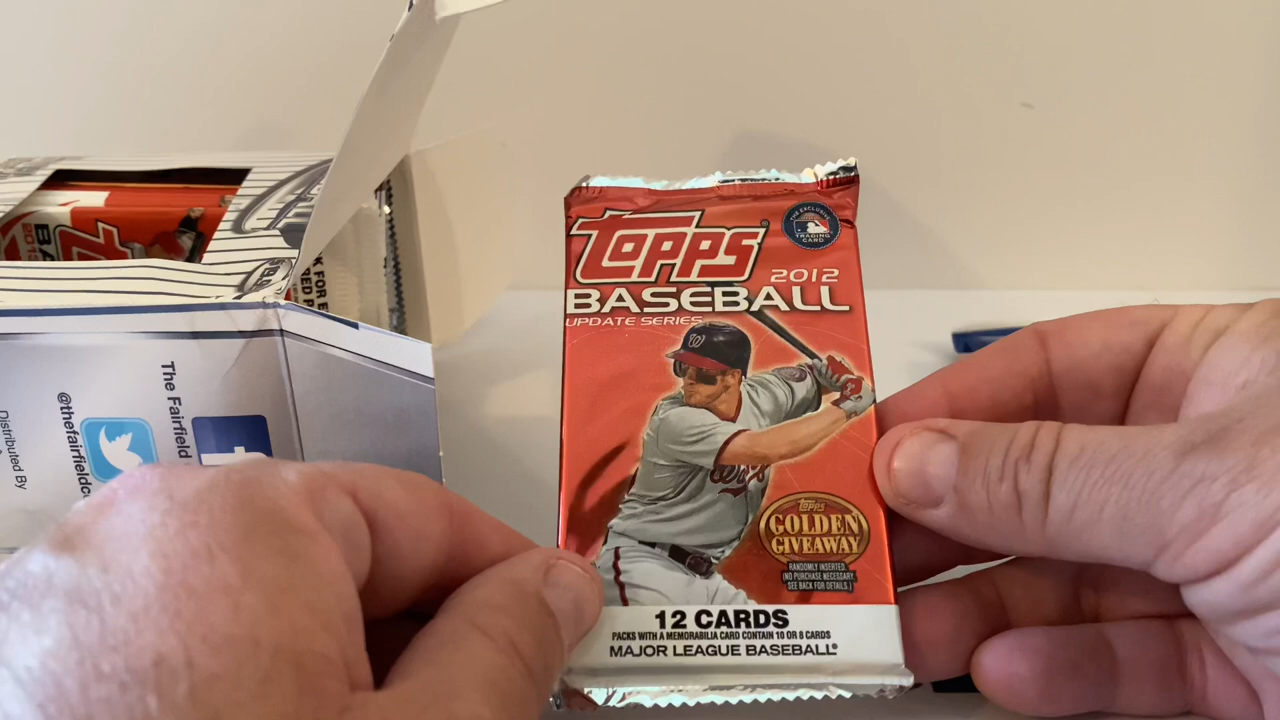 TOPPS®
THE EXCLUSIVE
TRADING
CARD
2012
BASEBALL
UPDATE SERIES
W
TOPPS
GOLDEN
GIVEAWAY
RANDOMLY INSERTED.
(NO PURCHASE NECESSARY.
SEE BACK FOR DETAILS.)
12 CARDS
PACKS WITH A MEMORABILIA CARD CONTAIN 10 OR 8 CARDS
MAJOR LEAGUE BASEBALL®
K FOR E
RED P
The Fairfield
@thefairfieldc
Distributed By